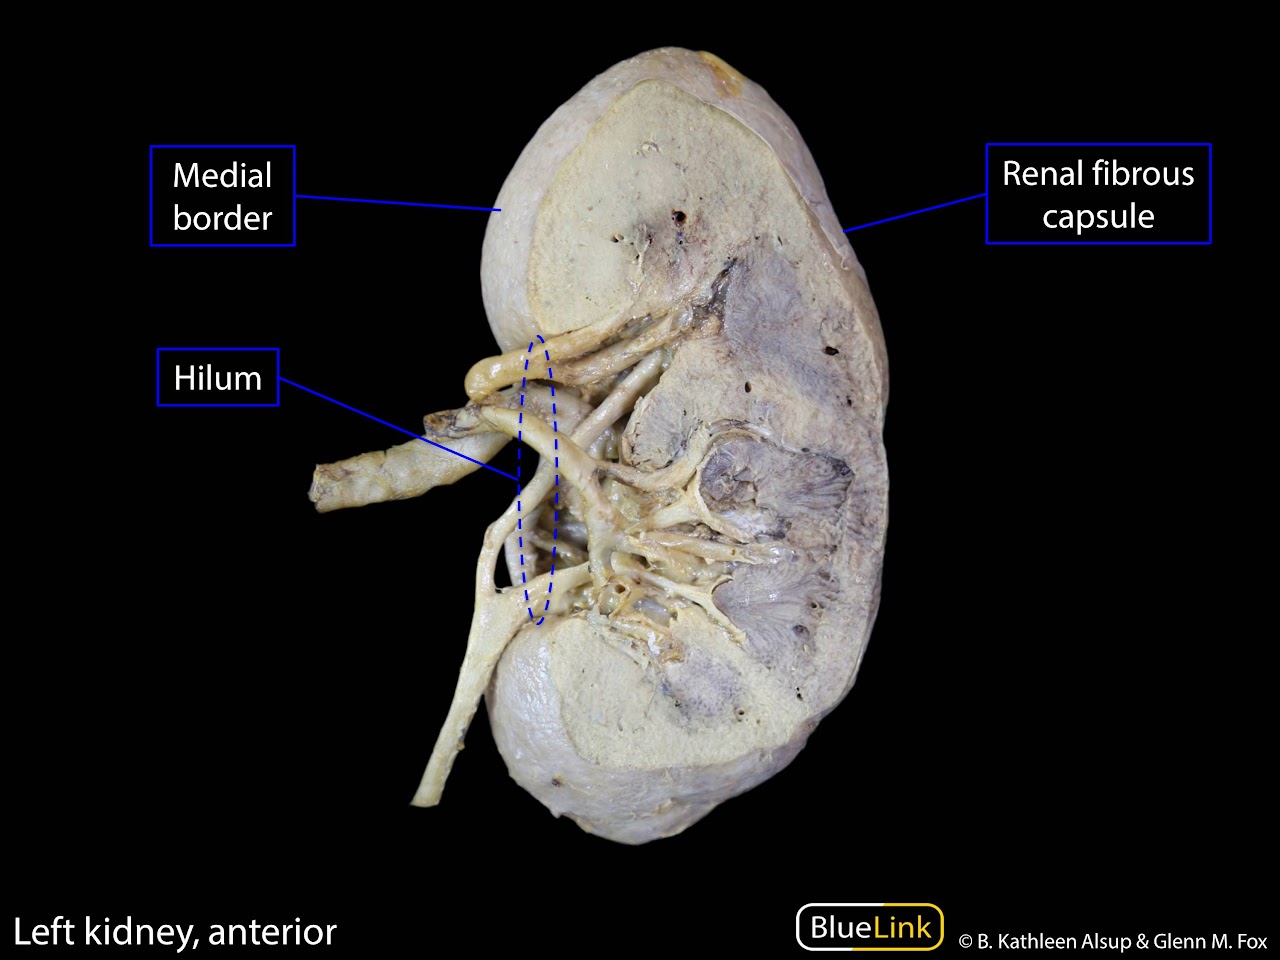 Medial
border
Renal fibrous
capsule
Hilum
Left kidney, anterior
BlueLink
© B. Kathleen Alsup & Glenn M. Fox